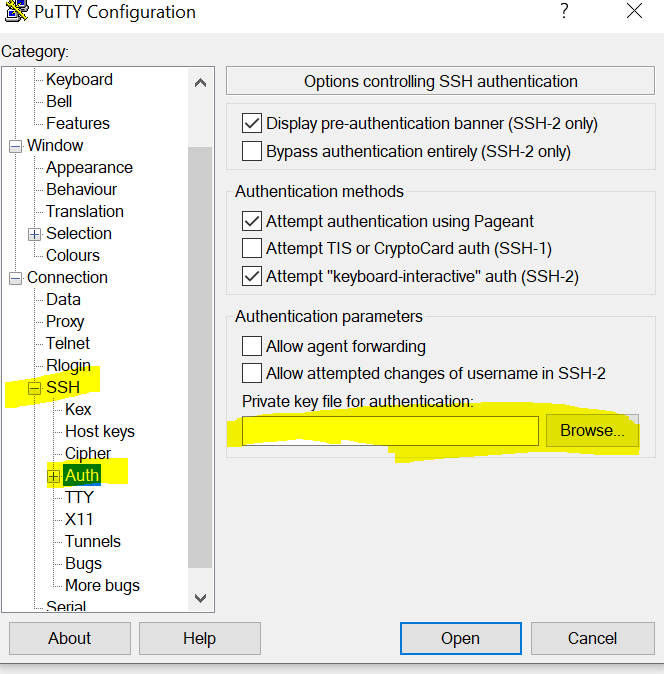 PuTTY Configuration
?
Category:
Keyboard
Bell
Features
Window
Appearance
Behaviour
Translation
Selection
Colours
Connection
Data
Proxy
Telnet
Rlogin
SSH
Kex
Host keys
Cipher
Auth
TTY
X11
Tunnels
Bugs
More bugs
Serial
Options controlling SSH authentication
Display pre-authentication banner (SSH-2 only)
Bypass authentication entirely (SSH-2 only)
Authentication methods
Attempt authentication using Pageant
Attempt TIS or CryptoCard auth (SSH-1)
Attempt "keyboard-interactive" auth (SSH-2)
Authentication parameters
Allow agent forwarding
Allow attempted changes of username in SSH-2
Private key file for authentication:
Browse...
About
Help
Open
Cancel